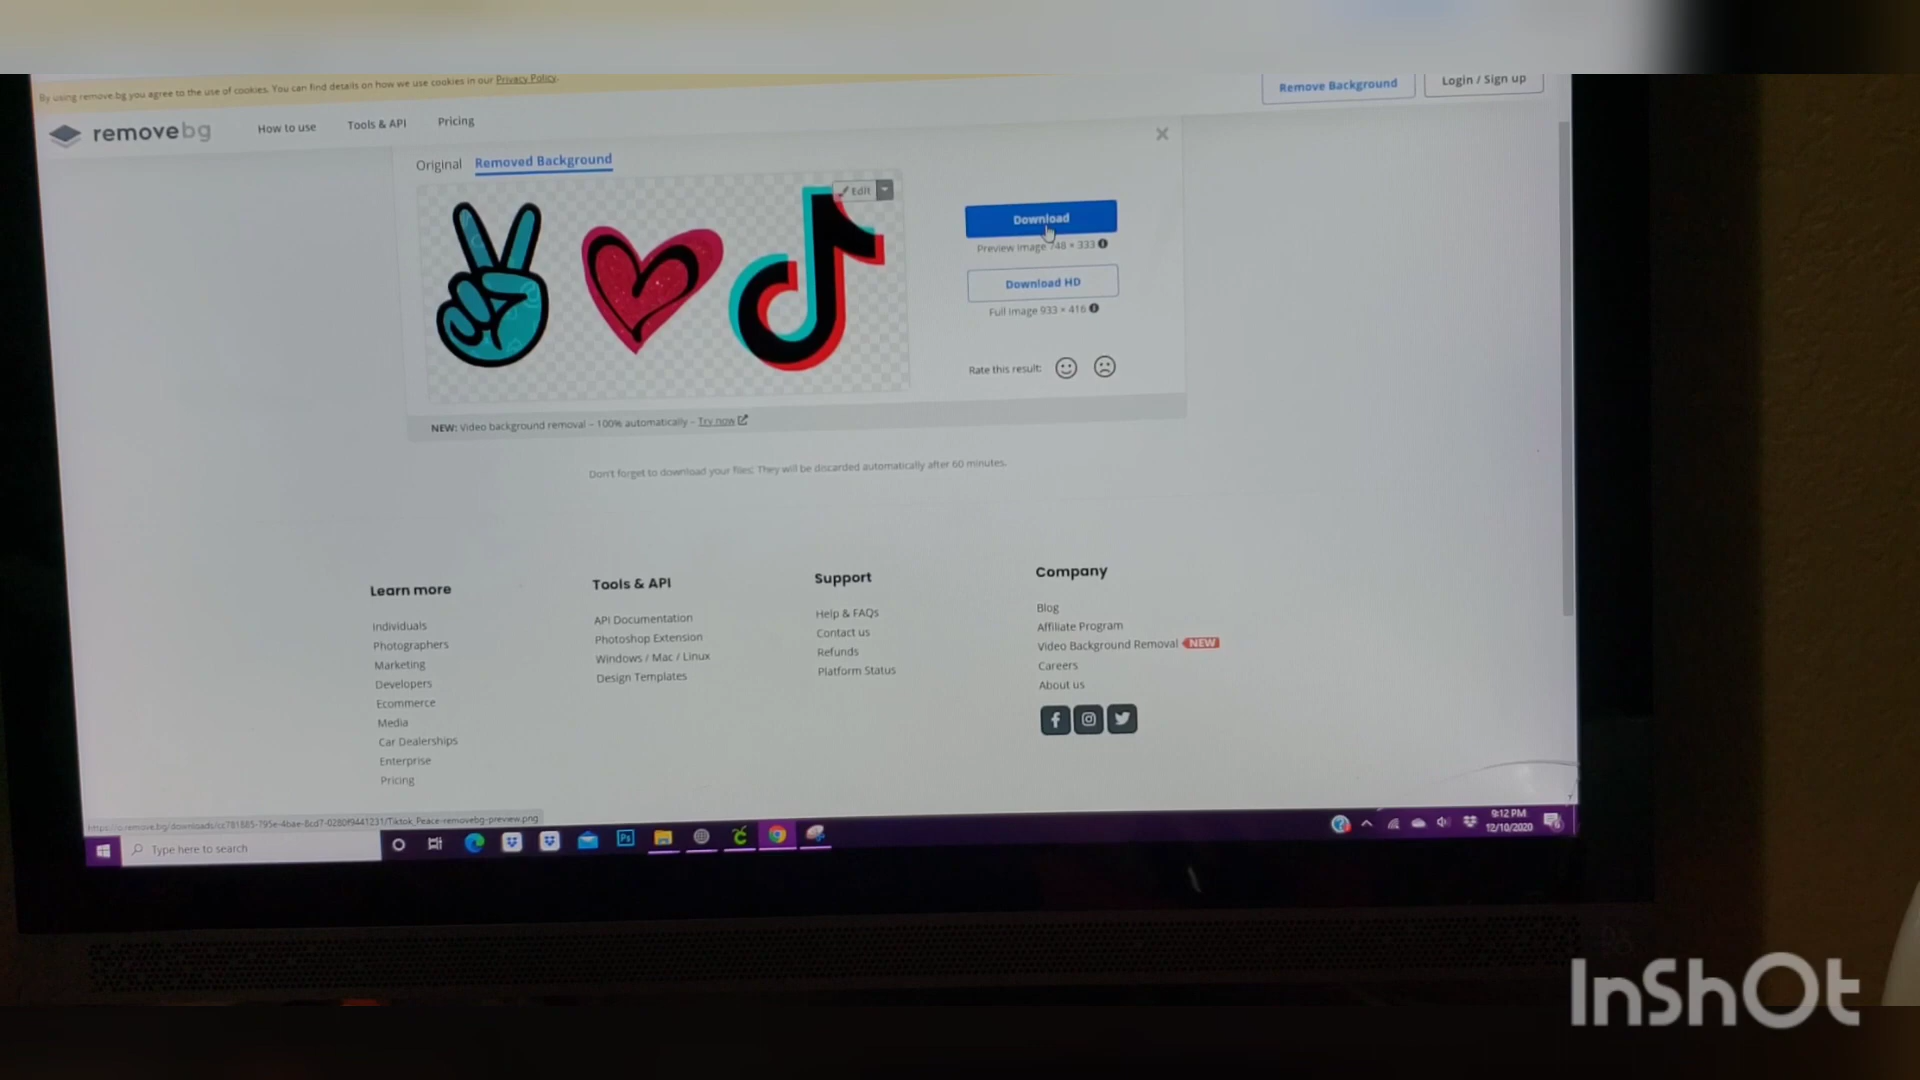 By using remove.bg you agree to the use of cookies. You can find details on how we use cookies in our Privacy Policy.
removebg
How to use
Tools & API
Pricing
Remove Background
Login / Sign up
Original
Removed Background
Edit
Download
Preview Image 748 × 333
Download HD
Full Image 933 × 416
Rate this result:
NEW: Video background removal – 100% automatically – Try now
Don't forget to download your files. They will be discarded automatically after 60 minutes.
Learn more
Individuals
Photographers
Marketing
Developers
Ecommerce
Media
Car Dealerships
Enterprise
Pricing
Tools & API
API Documentation
Photoshop Extension
Windows / Mac / Linux
Design Templates
Support
Help & FAQs
Contact us
Refunds
Platform Status
Company
Blog
Affiliate Program
Video Background Removal NEW
Careers
About us
Type here to search
Ps
9:12 PM
12/10/2020
InShOt